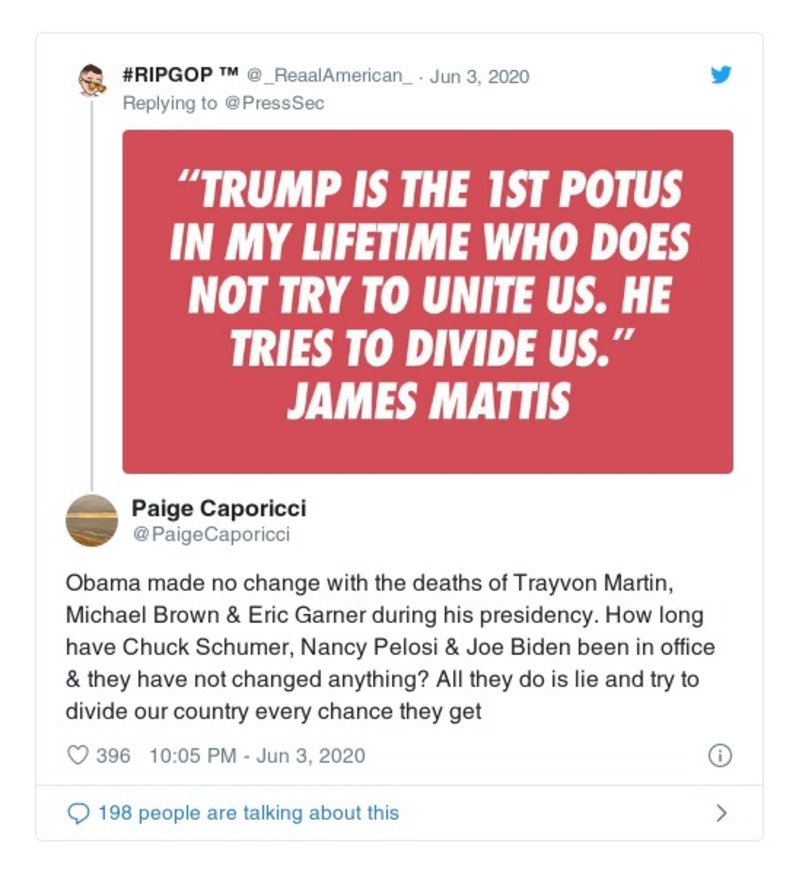 #RIPGOP ™ @_ReaalAmerican_ · Jun 3, 2020
Replying to @PressSec
"TRUMP IS THE 1ST POTUS
IN MY LIFETIME WHO DOES
NOT TRY TO UNITE US. HE
TRIES TO DIVIDE US."
JAMES MATTIS
Paige Caporicci
@PaigeCaporicci
Obama made no change with the deaths of Trayvon Martin,
Michael Brown & Eric Garner during his presidency. How long
have Chuck Schumer, Nancy Pelosi & Joe Biden been in office
& they have not changed anything? All they do is lie and try to
divide our country every chance they get
396 10:05 PM - Jun 3, 2020
198 people are talking about this